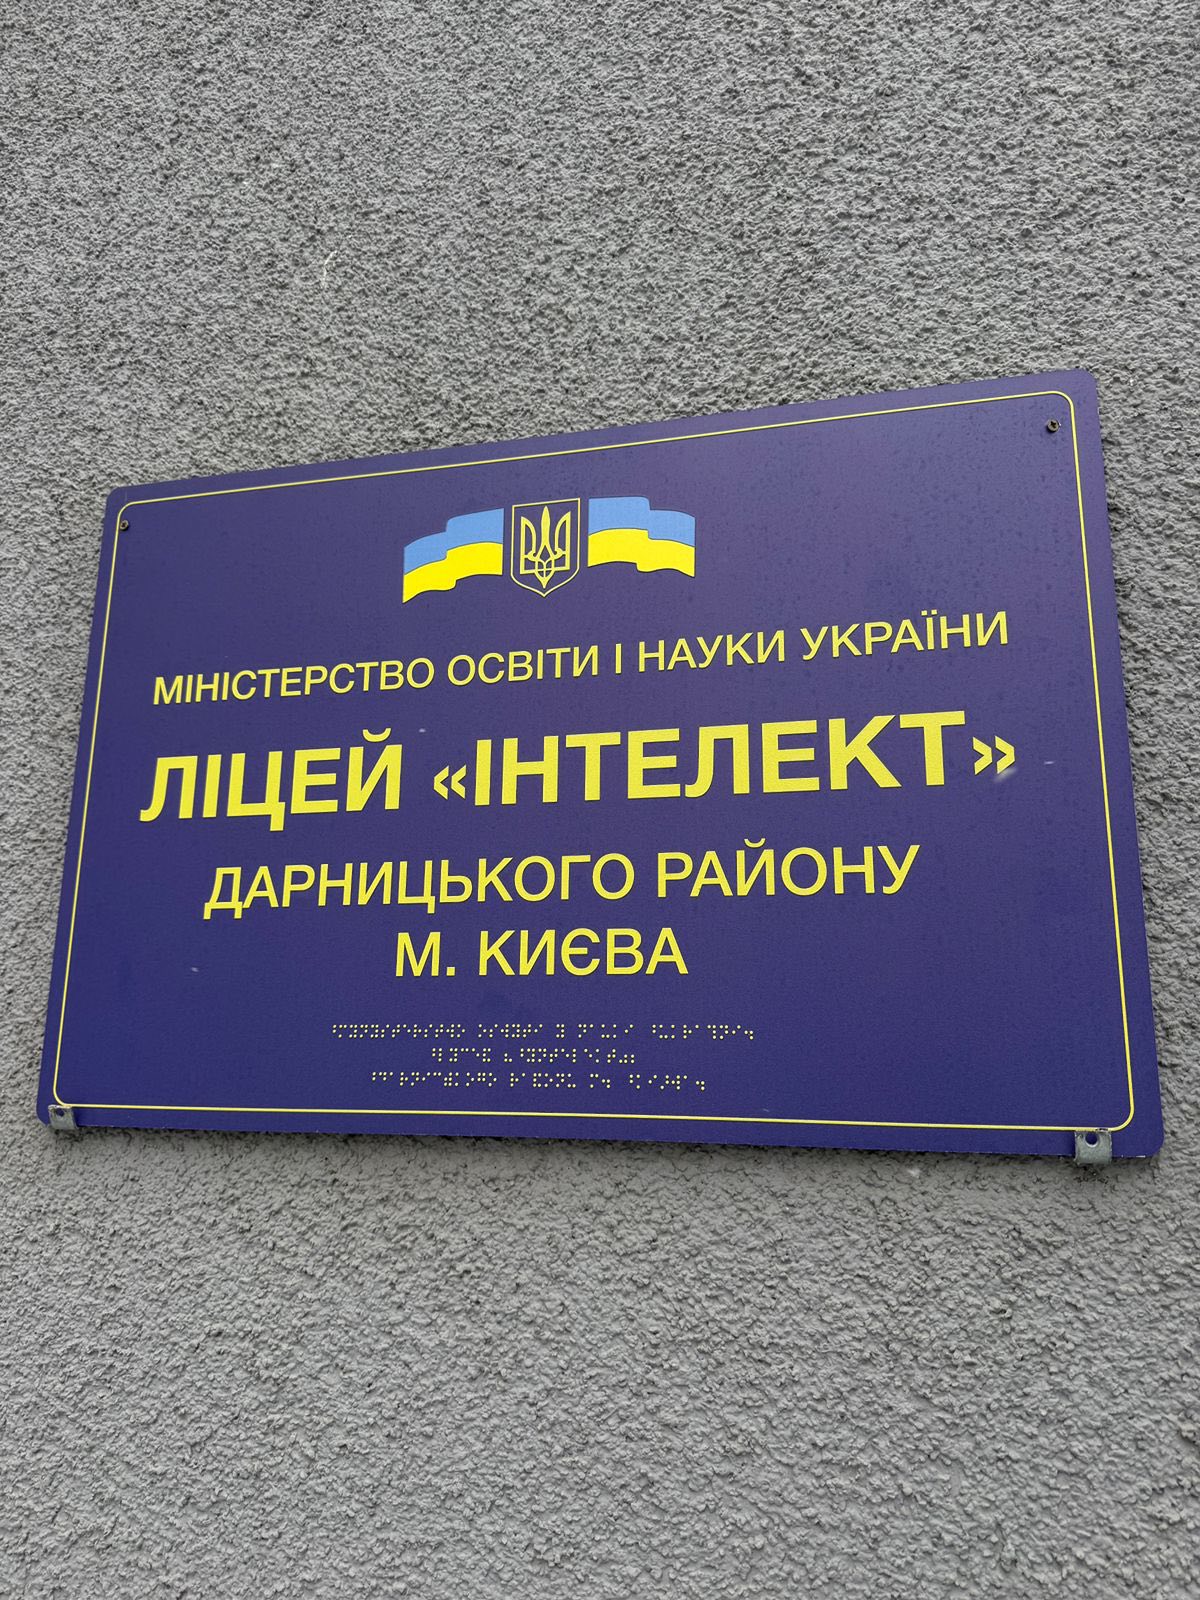 МІНІСТЕРСТВО ОСВІТИ І НАУКИ УКРАЇНИ
ЛІЦЕЙ «ІНТЕЛЕКТ»
ДАРНИЦЬКОГО РАЙОНУ
М. КИЄВА